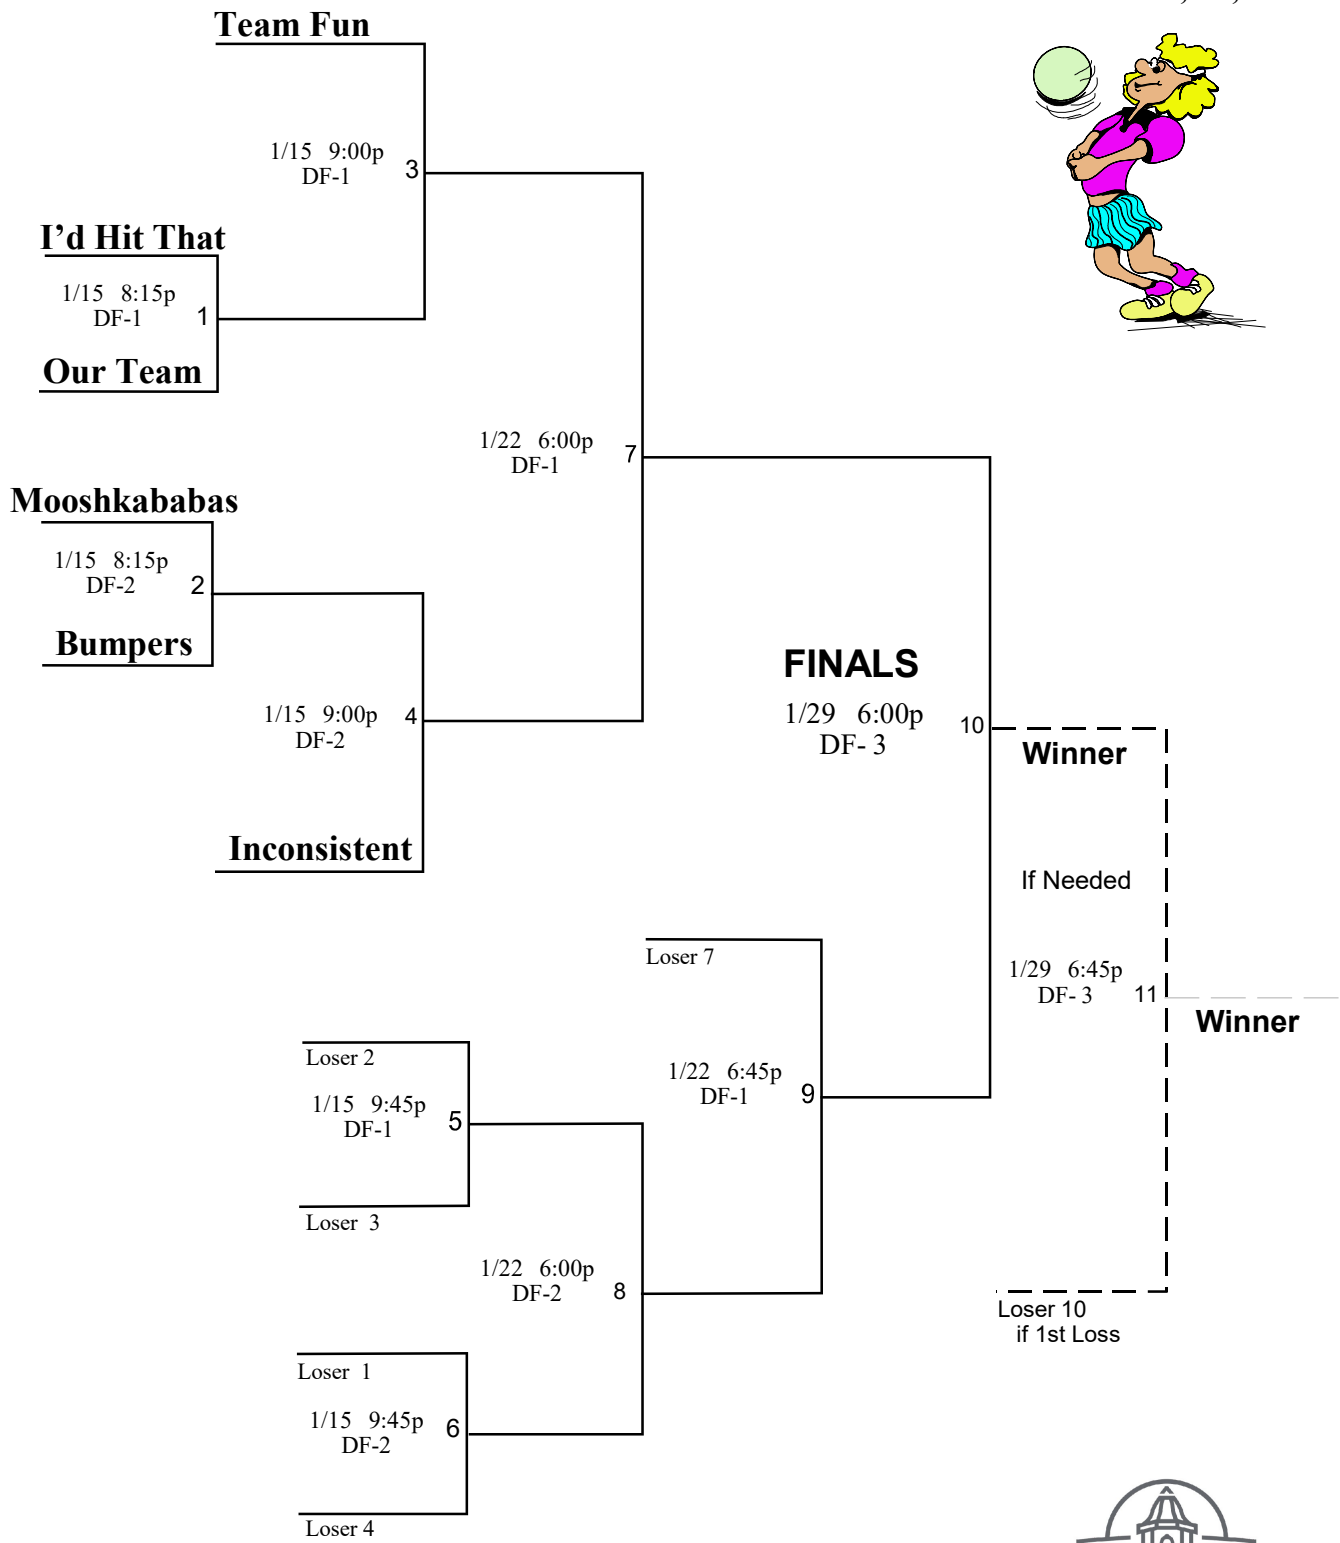 Team Fun
1/15 9:00p
DF-1
3
I’d Hit That
1/15 8:15p
DF-1
1
Our Team
1/22 6:00p
DF-1
7
Mooshkababas
1/15 8:15p
DF-2
2
Bumpers
1/15 9:00p
DF-2
4
Inconsistent
FINALS
1/29 6:00p
DF- 3
10
Winner
If Needed
1/29 6:45p
DF- 3
11
Winner
Loser 7
1/22 6:45p
DF-1
9
Loser 2
1/15 9:45p
DF-1
5
Loser 3
1/22 6:00p
DF-2
8
Loser 10
if 1st Loss
Loser 1
1/15 9:45p
DF-2
6
Loser 4